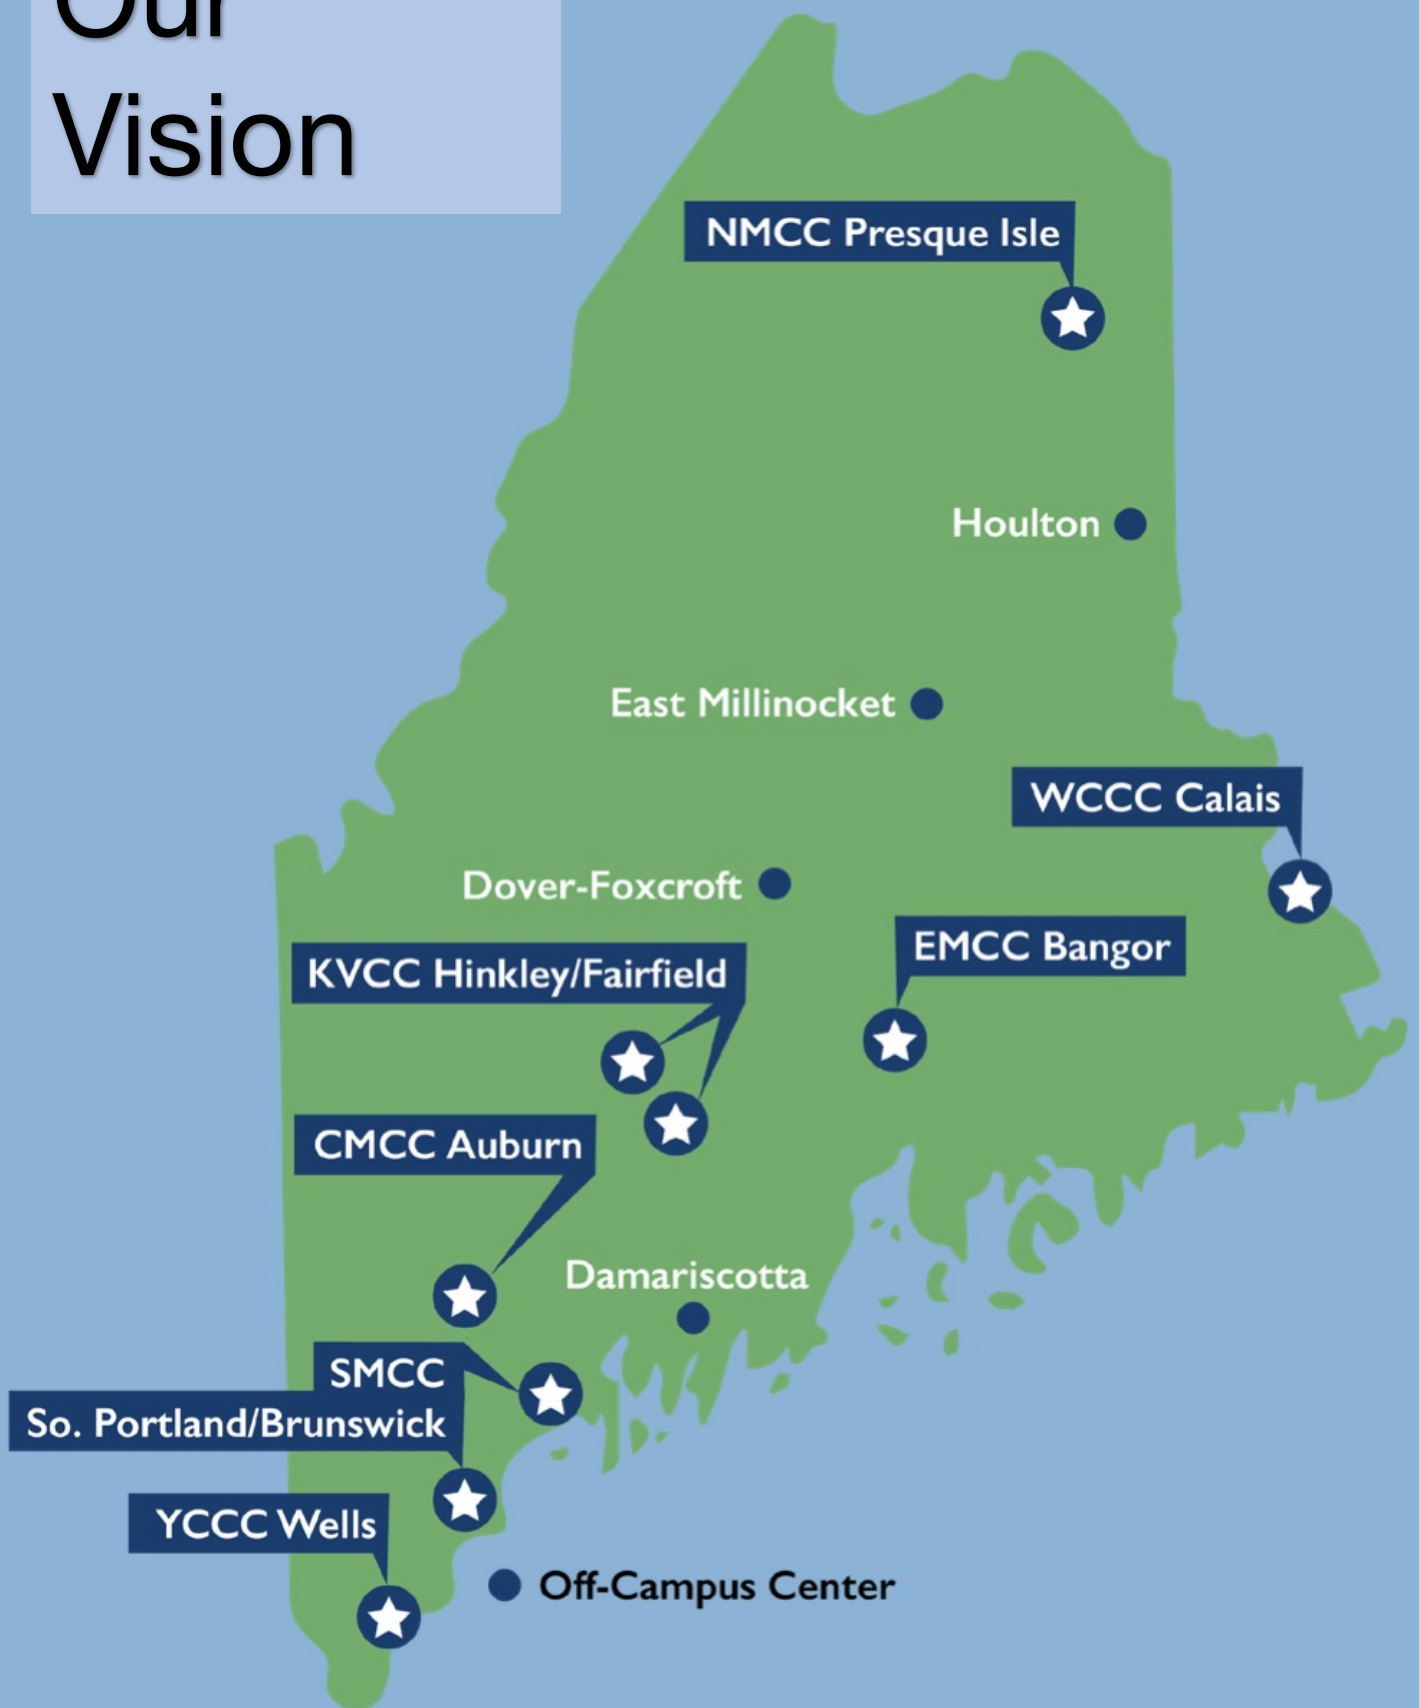 Our
Vision
NMCC Presque Isle
Houlton
East Millinocket
WCCC Calais
Dover-Foxcroft
EMCC Bangor
KVCC Hinkley/Fairfield
CMCC Auburn
Damariscotta
SMCC
So. Portland/Brunswick
YCCC Wells
Off-Campus Center